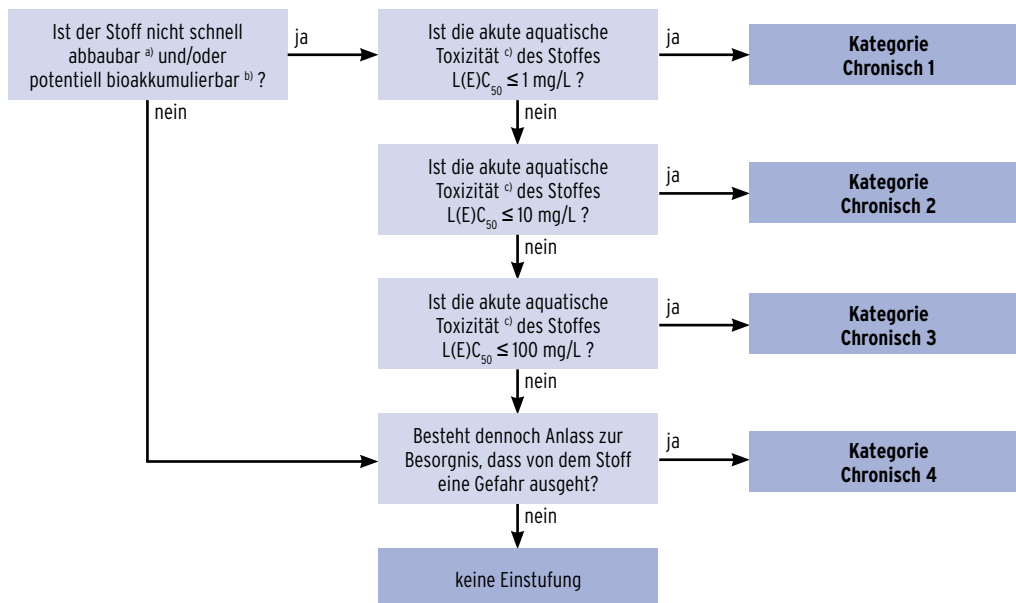 Ist der Stoff nicht schnell
abbaubar a) und/oder
potentiell bioakkumulierbar b) ?
ja
nein
Ist die akute aquatische
Toxizität c) des Stoffes
L(E)C50 ≤ 1 mg/L ?
ja
Kategorie
Chronisch 1
nein
Ist die akute aquatische
Toxizität c) des Stoffes
L(E)C50 ≤ 10 mg/L ?
ja
Kategorie
Chronisch 2
nein
Ist die akute aquatische
Toxizität c) des Stoffes
L(E)C50 ≤ 100 mg/L ?
ja
Kategorie
Chronisch 3
nein
Besteht dennoch Anlass zur
Besorgnis, dass von dem Stoff
eine Gefahr ausgeht?
ja
Kategorie
Chronisch 4
nein
keine Einstufung